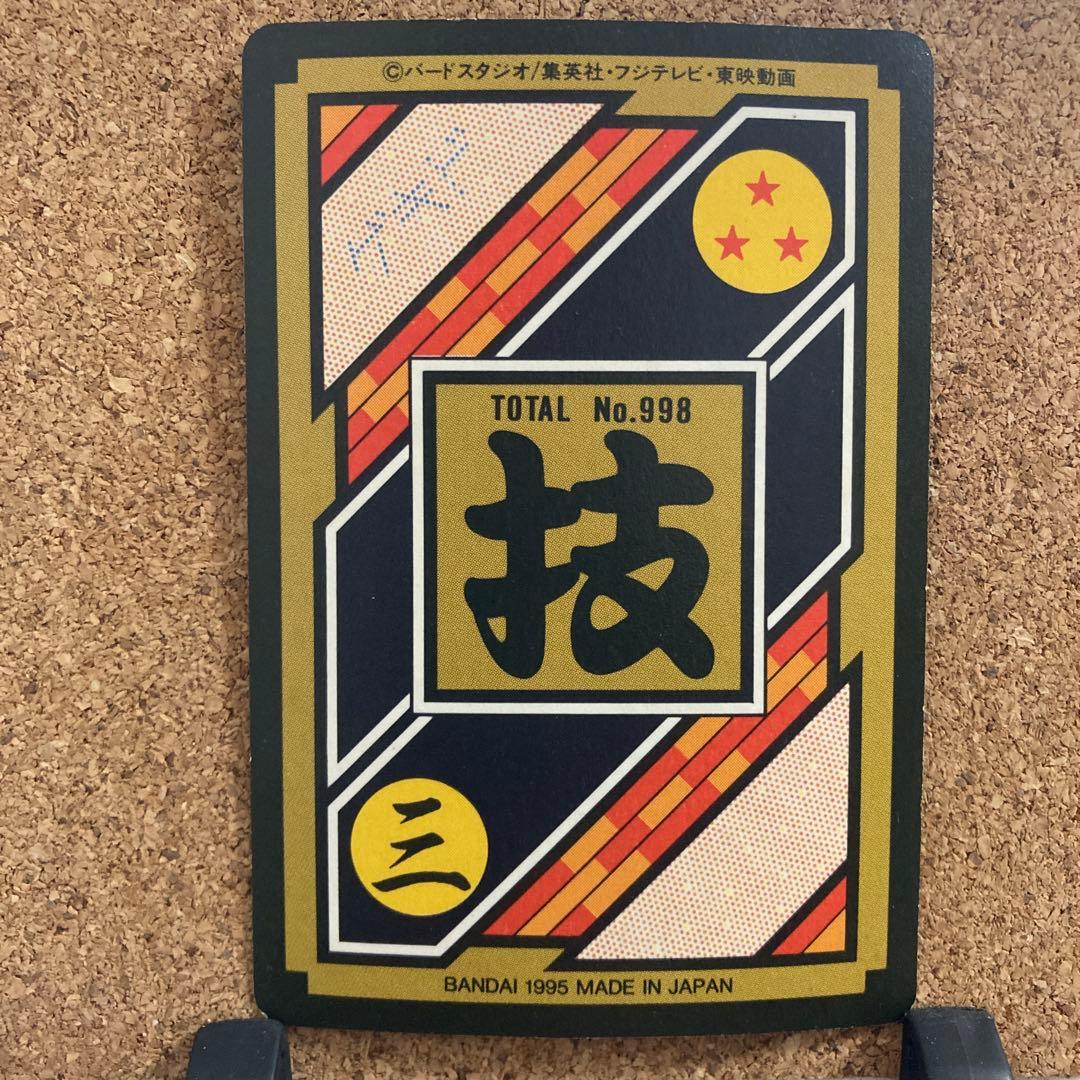 ©バードスタジオ/集英社・フジテレビ・東映動画
TOTAL No.998
技
三
BANDAI 1995 MADE IN JAPAN